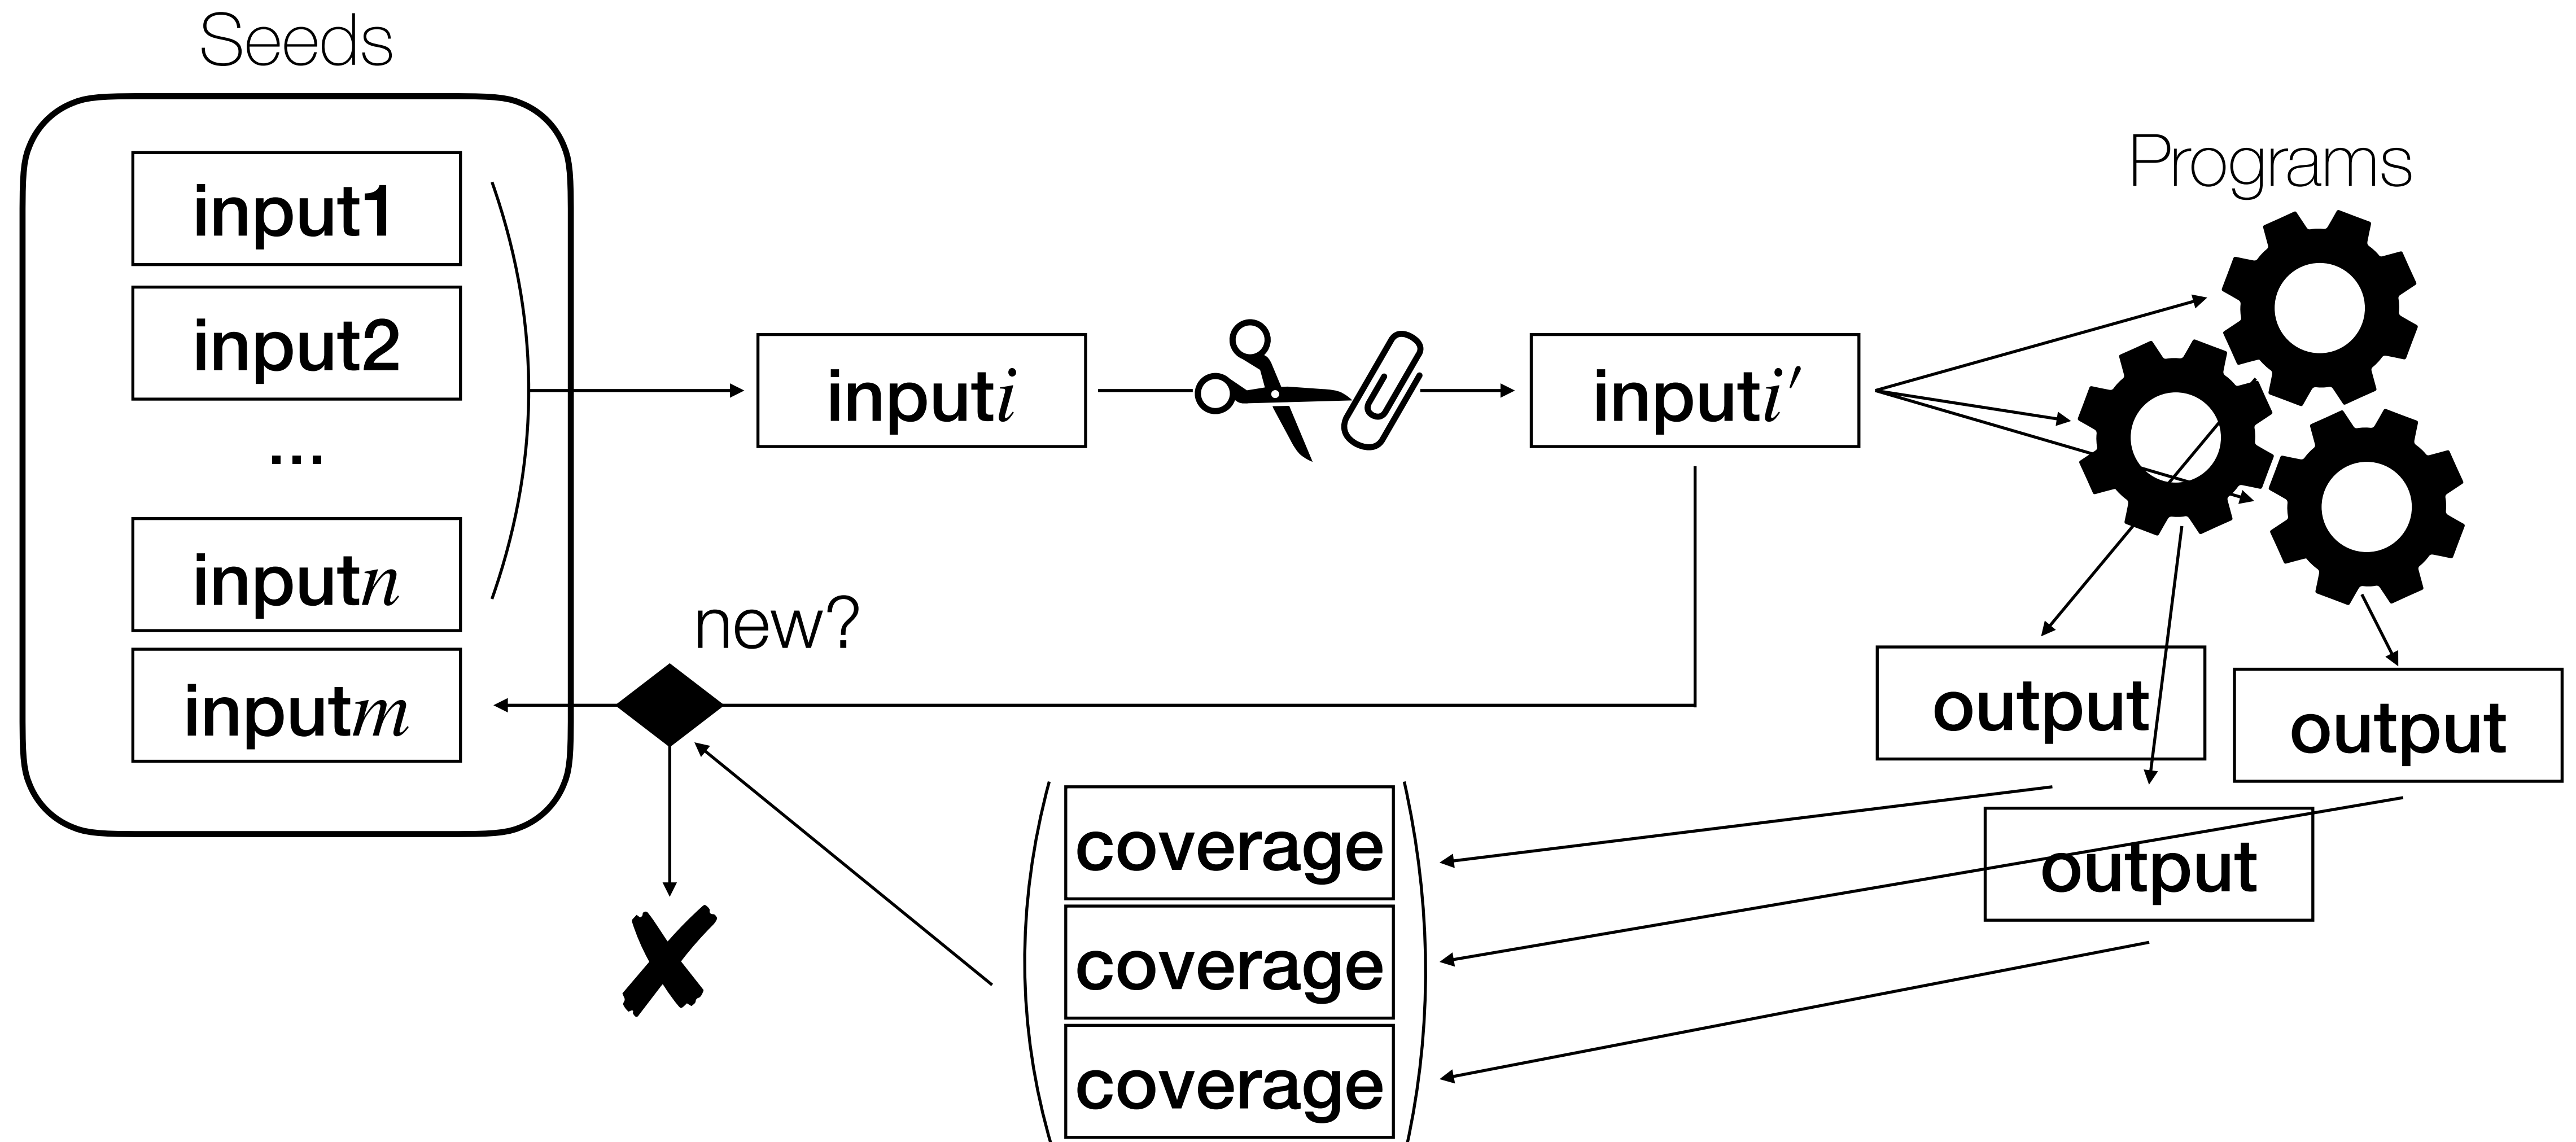 Seeds
input1
input2
...
inputn
inputm
inputi
inputi′
Programs
new?
output
output
output
coverage
coverage
coverage